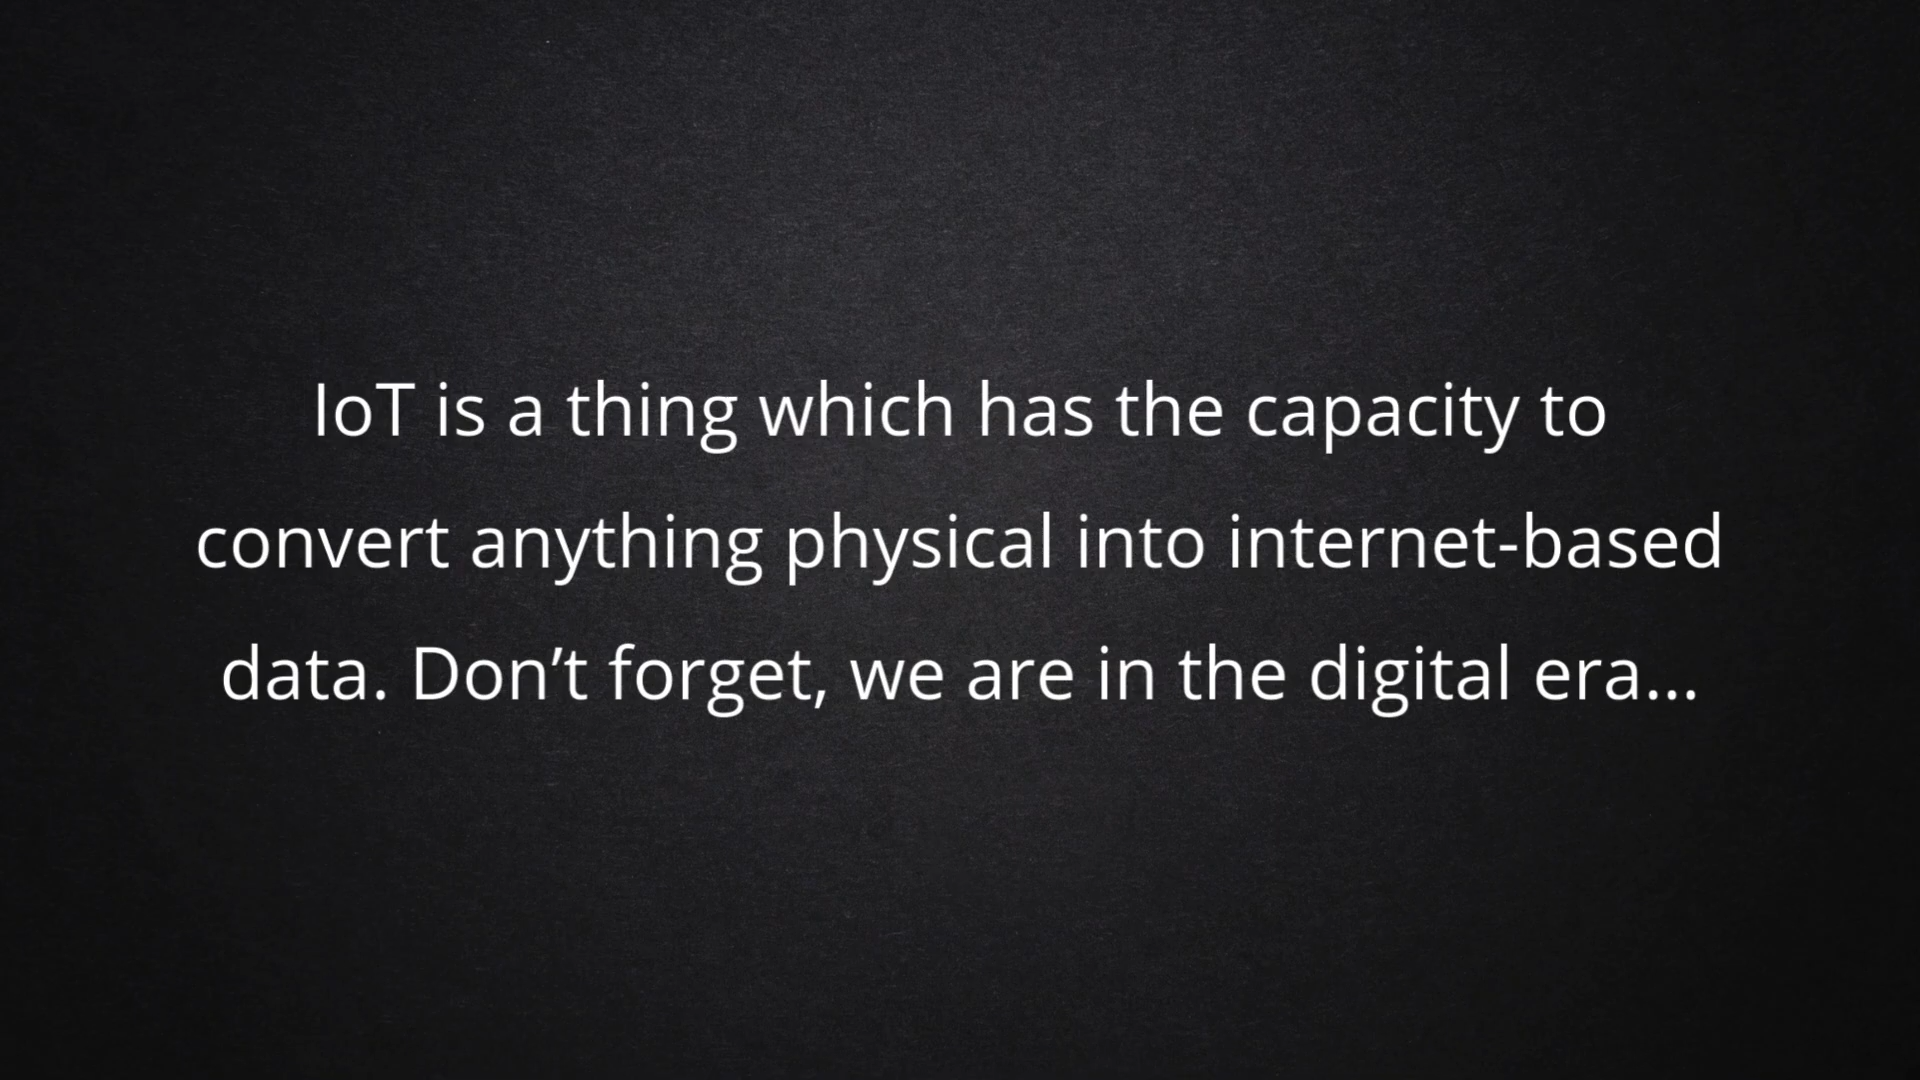 IoT is a thing which has the capacity to
convert anything physical into internet-based
data. Don’t forget, we are in the digital era...